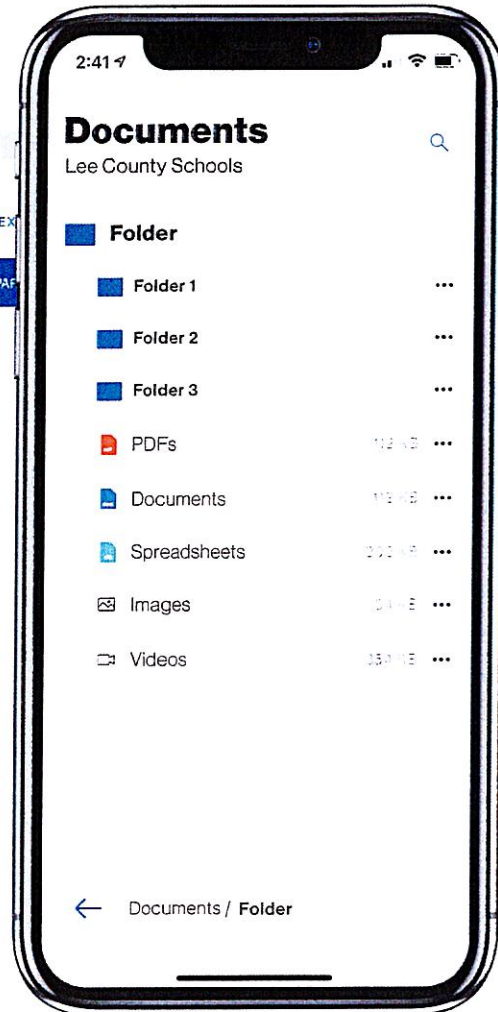 2:41
Documents
Lee County Schools
Folder
Folder 1
Folder 2
Folder 3
PDFs
Documents
Spreadsheets
Images
Videos
Documents / Folder